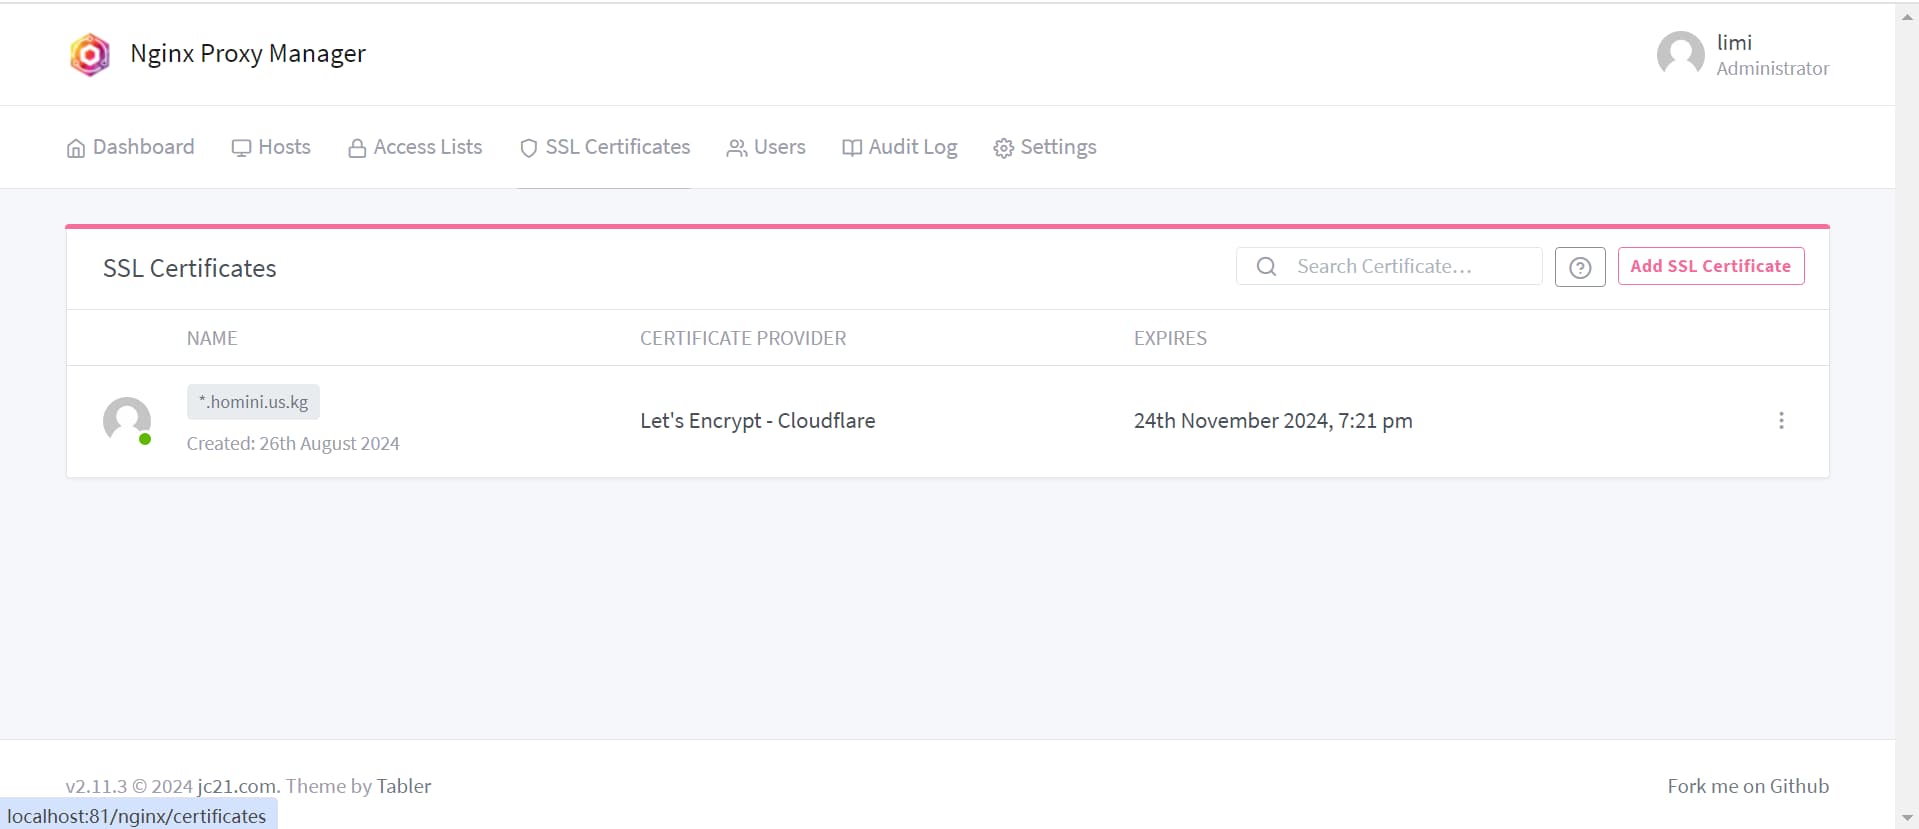 Nginx Proxy Manager
limi
Administrator
Dashboard Hosts Access Lists SSL Certificates Users Audit Log Settings
SSL Certificates
Search Certificate…
Add SSL Certificate
NAME CERTIFICATE PROVIDER EXPIRES
*.homini.us.kg
Created: 26th August 2024
Let's Encrypt - Cloudflare
24th November 2024, 7:21 pm
v2.11.3 © 2024 jc21.com. Theme by Tabler
Fork me on Github
localhost:81/nginx/certificates